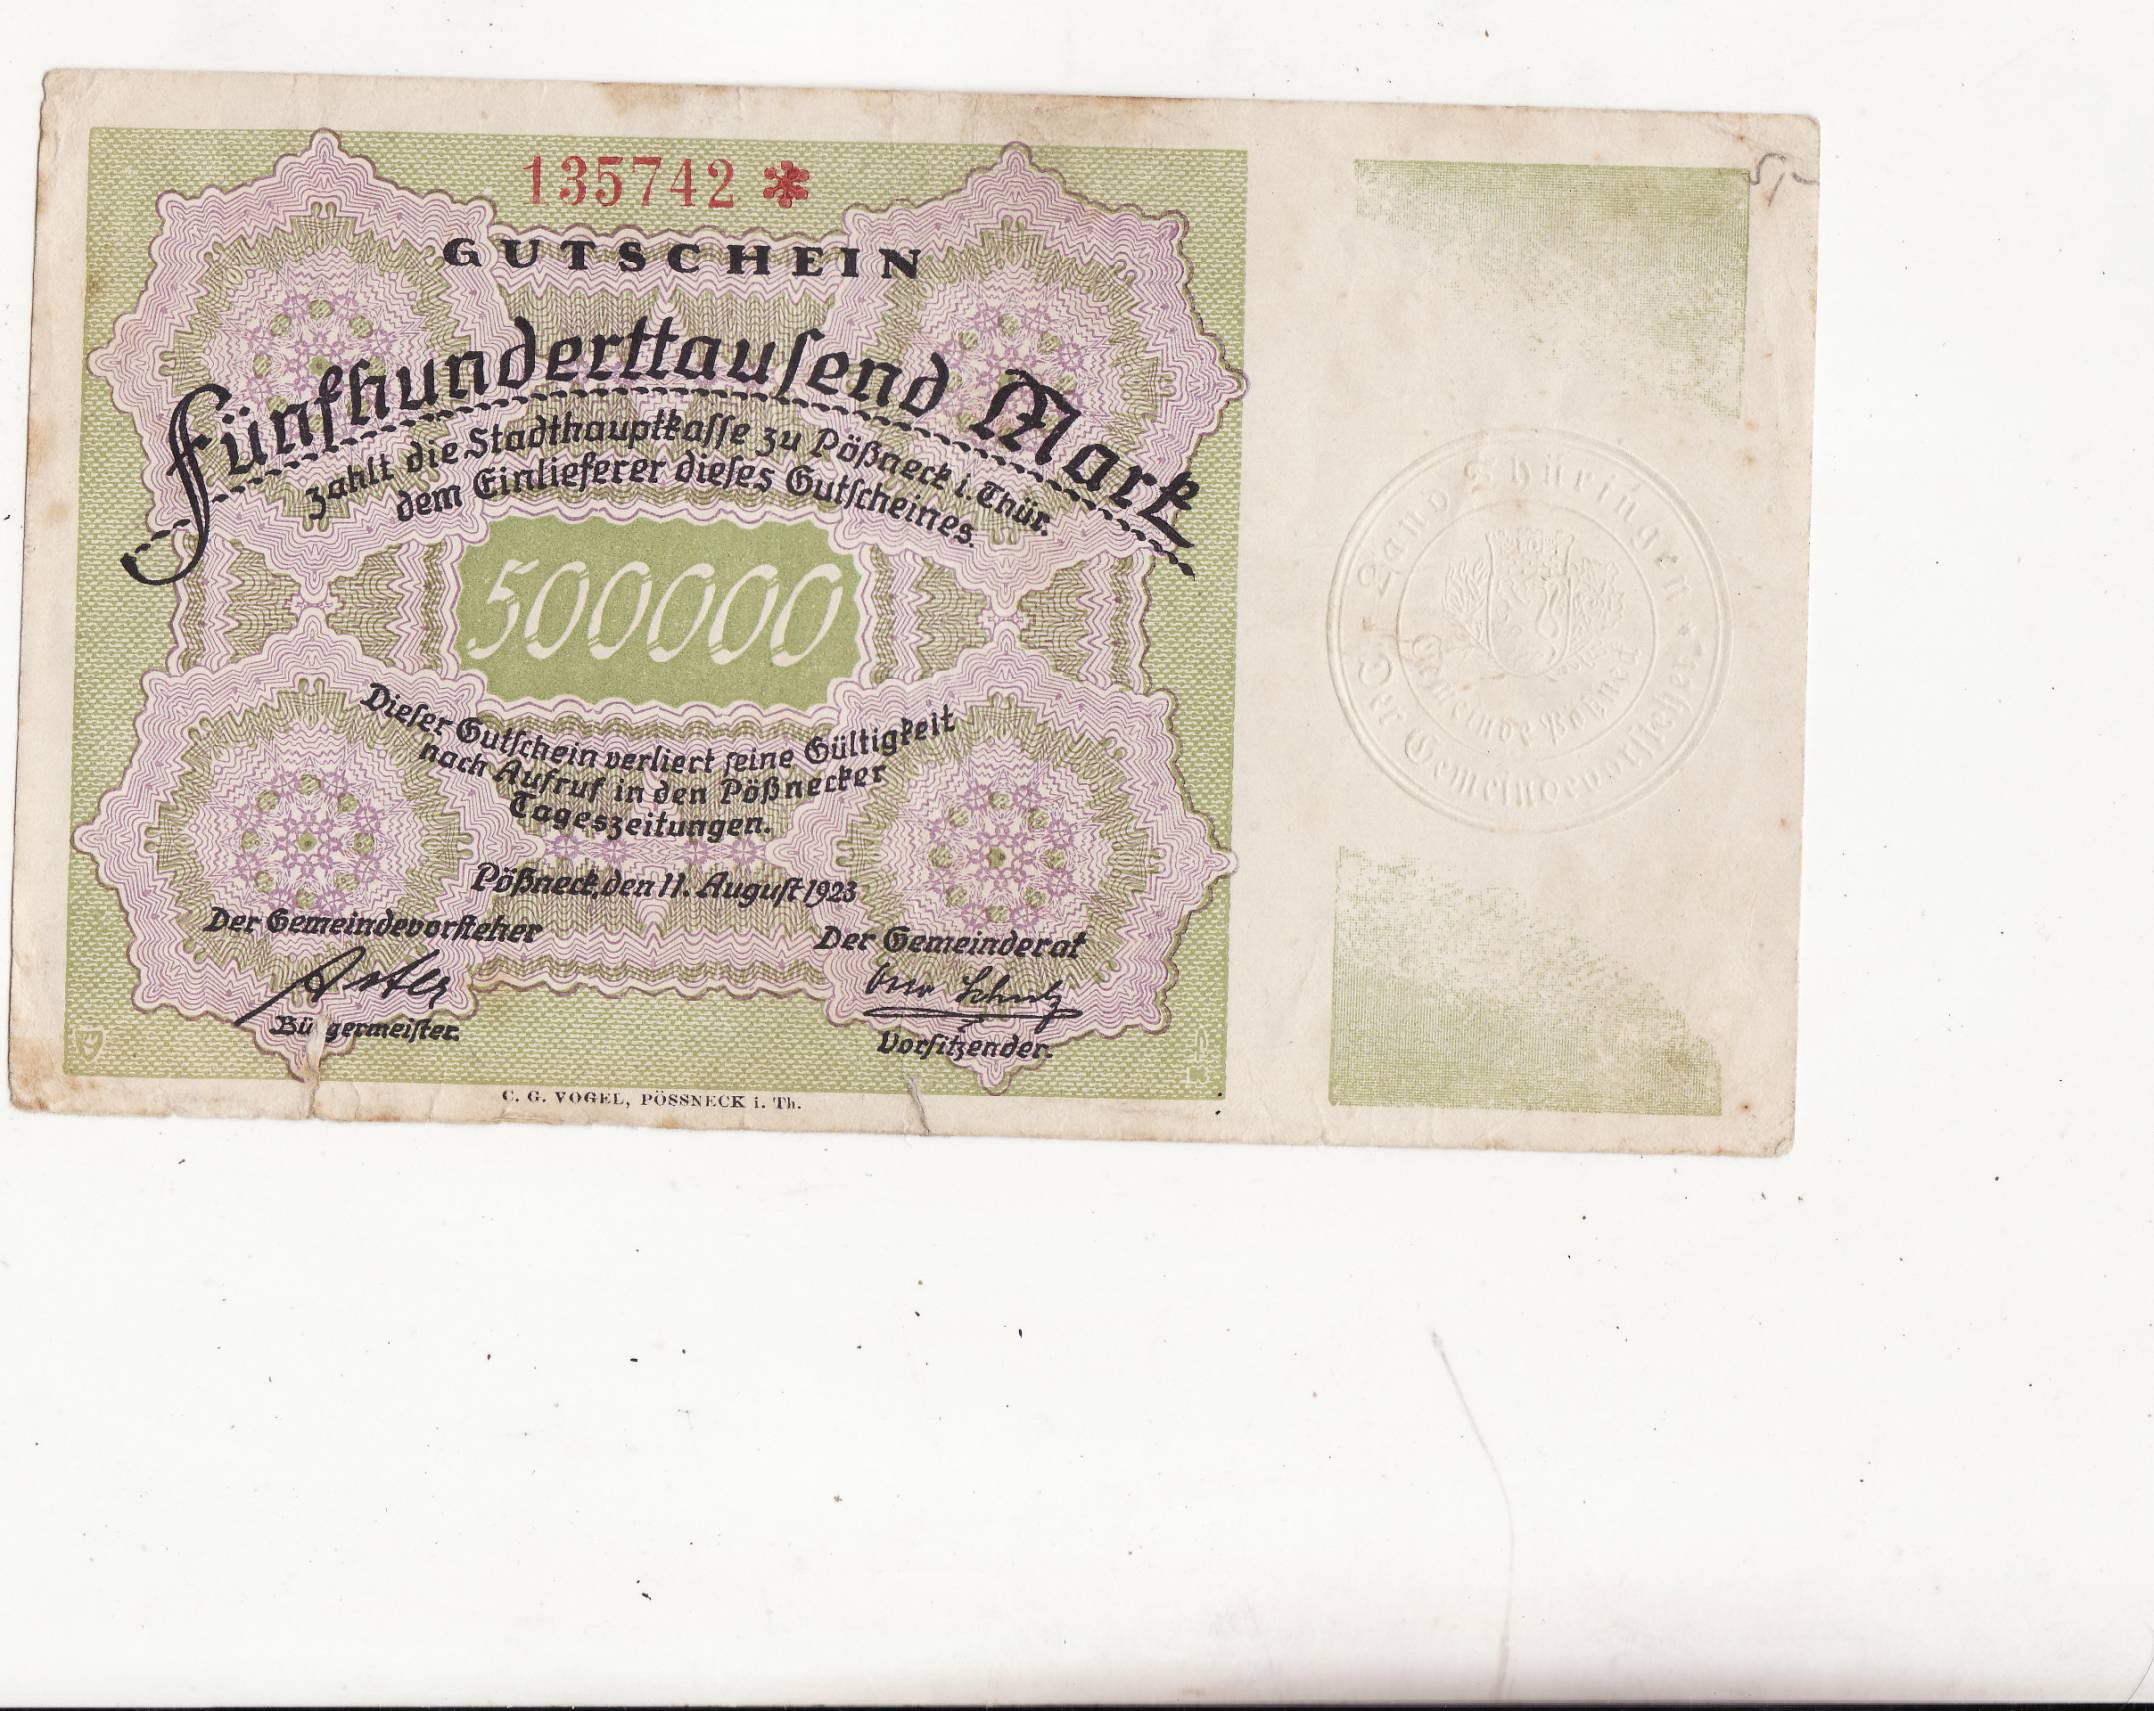 135742 *
GUTSCHEIN
Fünfhunderttauſend Mark
zahlt die Stadthauptkaſſe zu Pößneck i. Thür.
dem Einlieferer dieſes Gutſcheines.
500000
Dieſer Gutſchein verliert ſeine Gültigkeit
nach Aufruf in den Pößnecker
Tageszeitungen.
Pößneck, den 11. Auguſt 1923
Der Gemeindevorſteher
Der Gemeinderat
Bürgermeiſter.
Vorſitzender.
C. G. VOGEL, PÖSSNECK i. Th.
Land Thüringen
Der Gemeindevorſteher
Gemeinde Pößneck